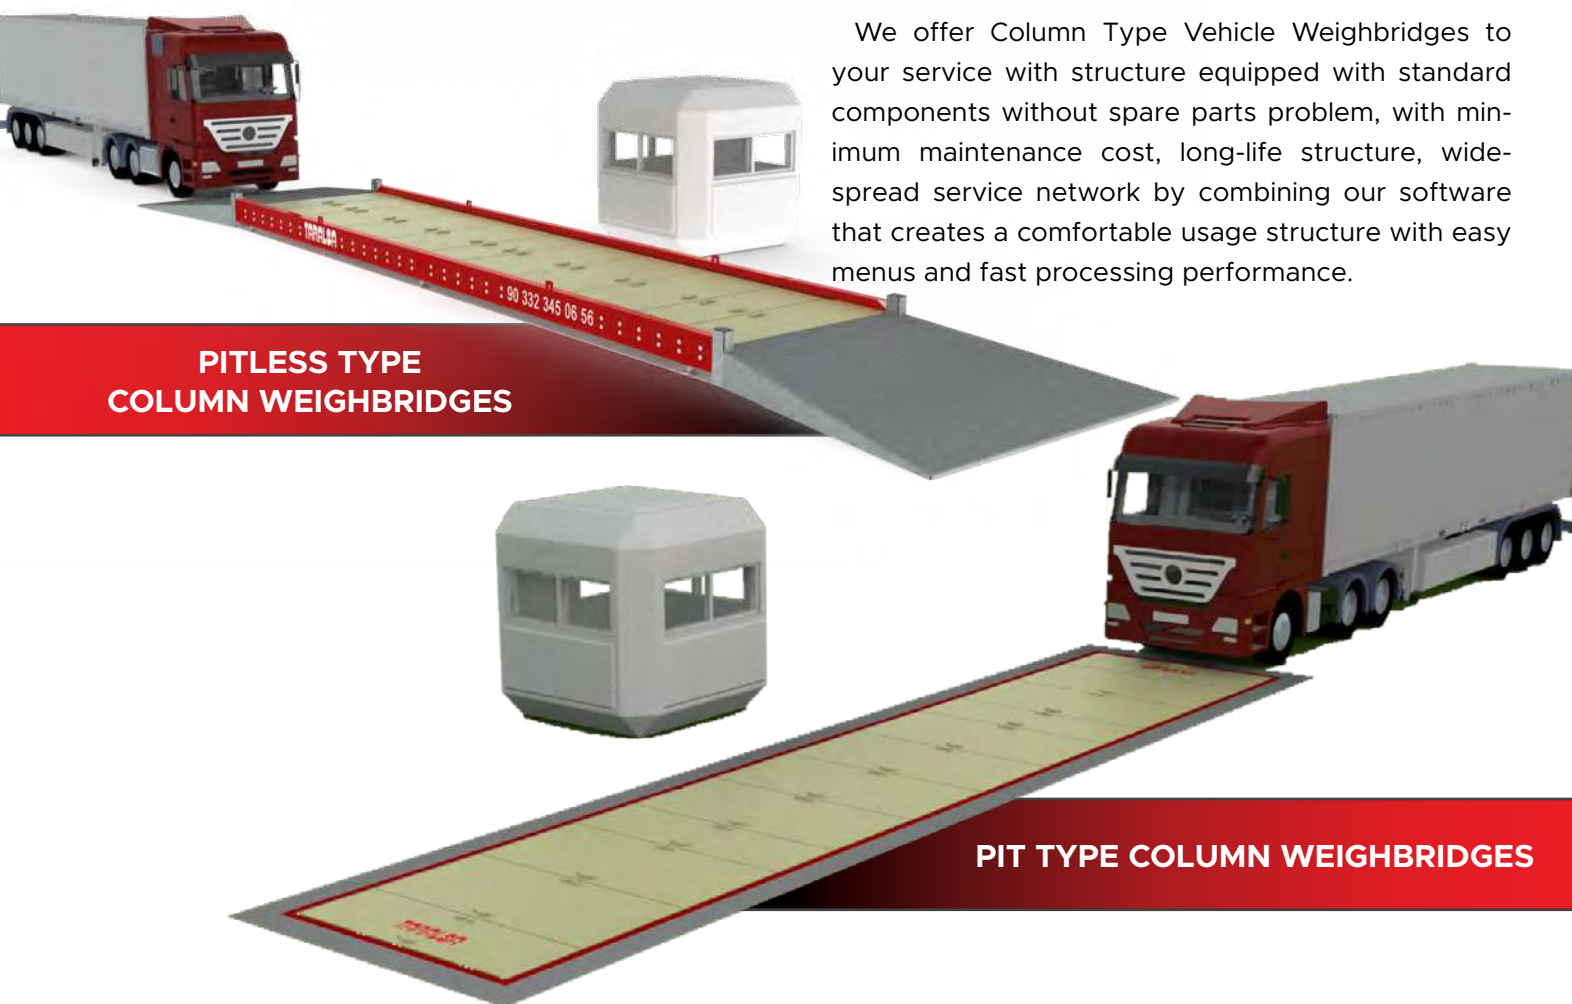 We offer Column Type Vehicle Weighbridges to
your service with structure equipped with standard
components without spare parts problem, with min-
imum maintenance cost, long-life structure, wide-
spread service network by combining our software
that creates a comfortable usage structure with easy
menus and fast processing performance.
TARALSA
90 332 345 06 56
PITLESS TYPE
COLUMN WEIGHBRIDGES
PIT TYPE COLUMN WEIGHBRIDGES
TARALSA